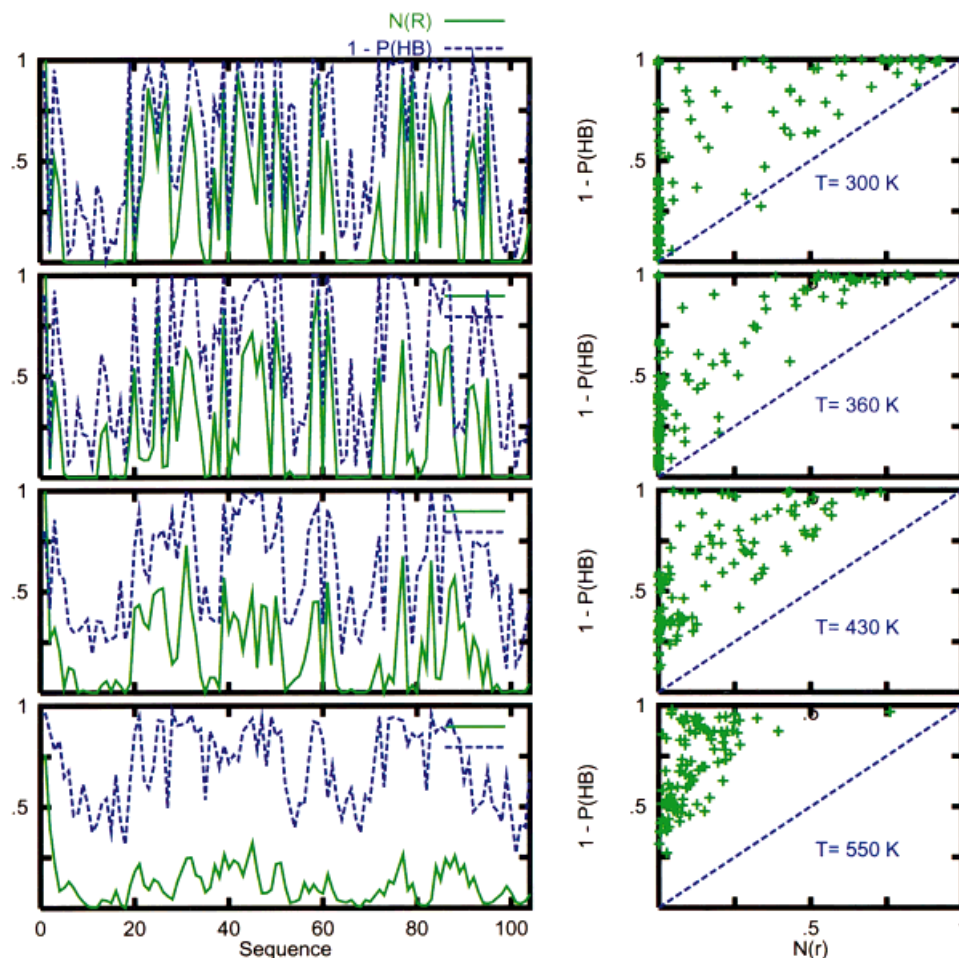 N(R)
1 - P(HB)
1
.5
1
.5
1
.5
1
.5
0
20
40
60
80
100
Sequence
1
.5
1 - P(HB)
T= 300 K
1
.5
1 - P(HB)
T= 360 K
1
.5
1 - P(HB)
T= 430 K
1
.5
1 - P(HB)
T= 550 K
.5
N(r)